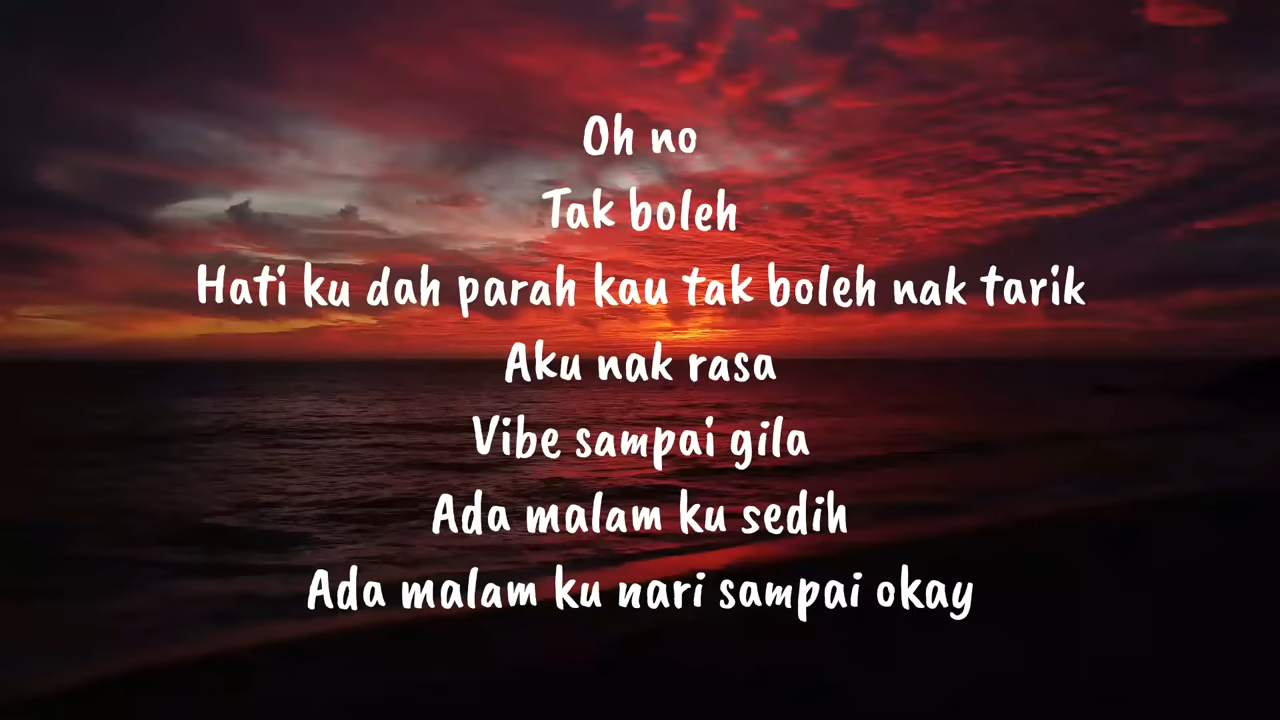 Oh no
Tak boleh
Hati ku dah parah kau tak boleh nak tarik
Aku nak rasa
Vibe sampai gila
Ada malam ku sedih
Ada malam ku nari sampai okay